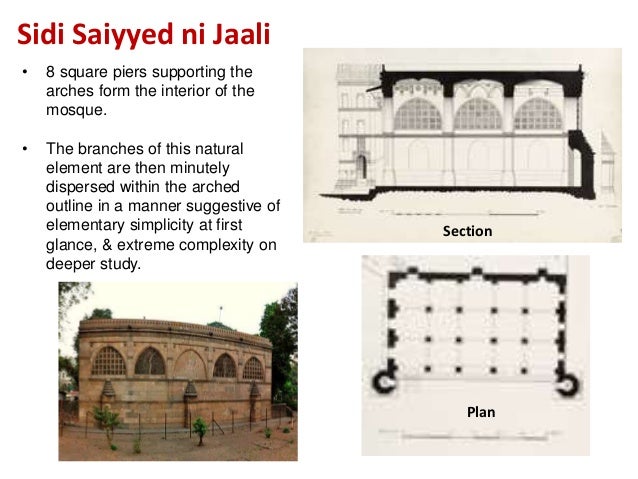 Sidi Saiyyed ni Jaali
• 8 square piers supporting the
arches form the interior of the
mosque.
• The branches of this natural
element are then minutely
dispersed within the arched
outline in a manner suggestive of
elementary simplicity at first
glance, & extreme complexity on
deeper study.
Section
Plan